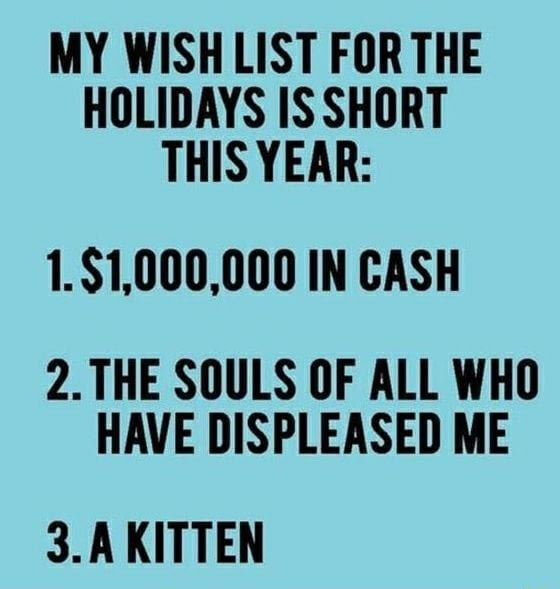 MY WISH LIST FOR THE
HOLIDAYS IS SHORT
THIS YEAR:
1. $1,000,000 IN CASH
2. THE SOULS OF ALL WHO
HAVE DISPLEASED ME
3. A KITTEN